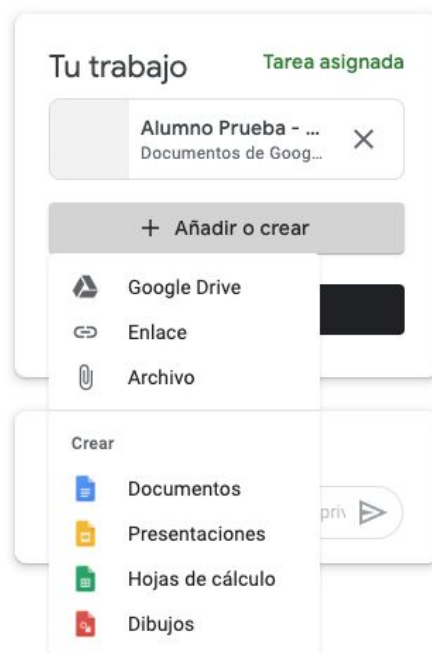 Tu trabajo
Tarea asignada
Alumno Prueba - ...
Documentos de Goog...
+ Añadir o crear
Google Drive
Enlace
Archivo
Crear
Documentos
Presentaciones
Hojas de cálculo
Dibujos